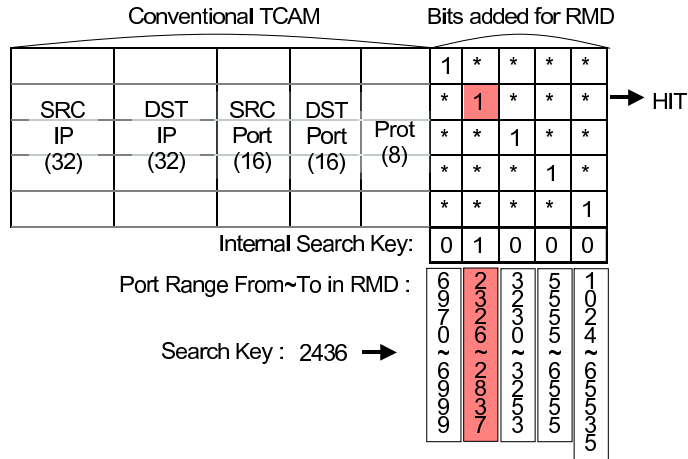 Conventional TCAM
Bits added for RMD
SRC IP (32)
DST IP (32)
SRC Port (16)
DST Port (16)
Prot (8)
1 * * * *
* 1 * * *
HIT
* * 1 * *
* * * 1 *
* * * * 1
Internal Search Key: 0 1 0 0 0
Port Range From~To in RMD :
6970~6999
2326~2837
3230~3253
5555~6555
1024~65535
Search Key : 2436